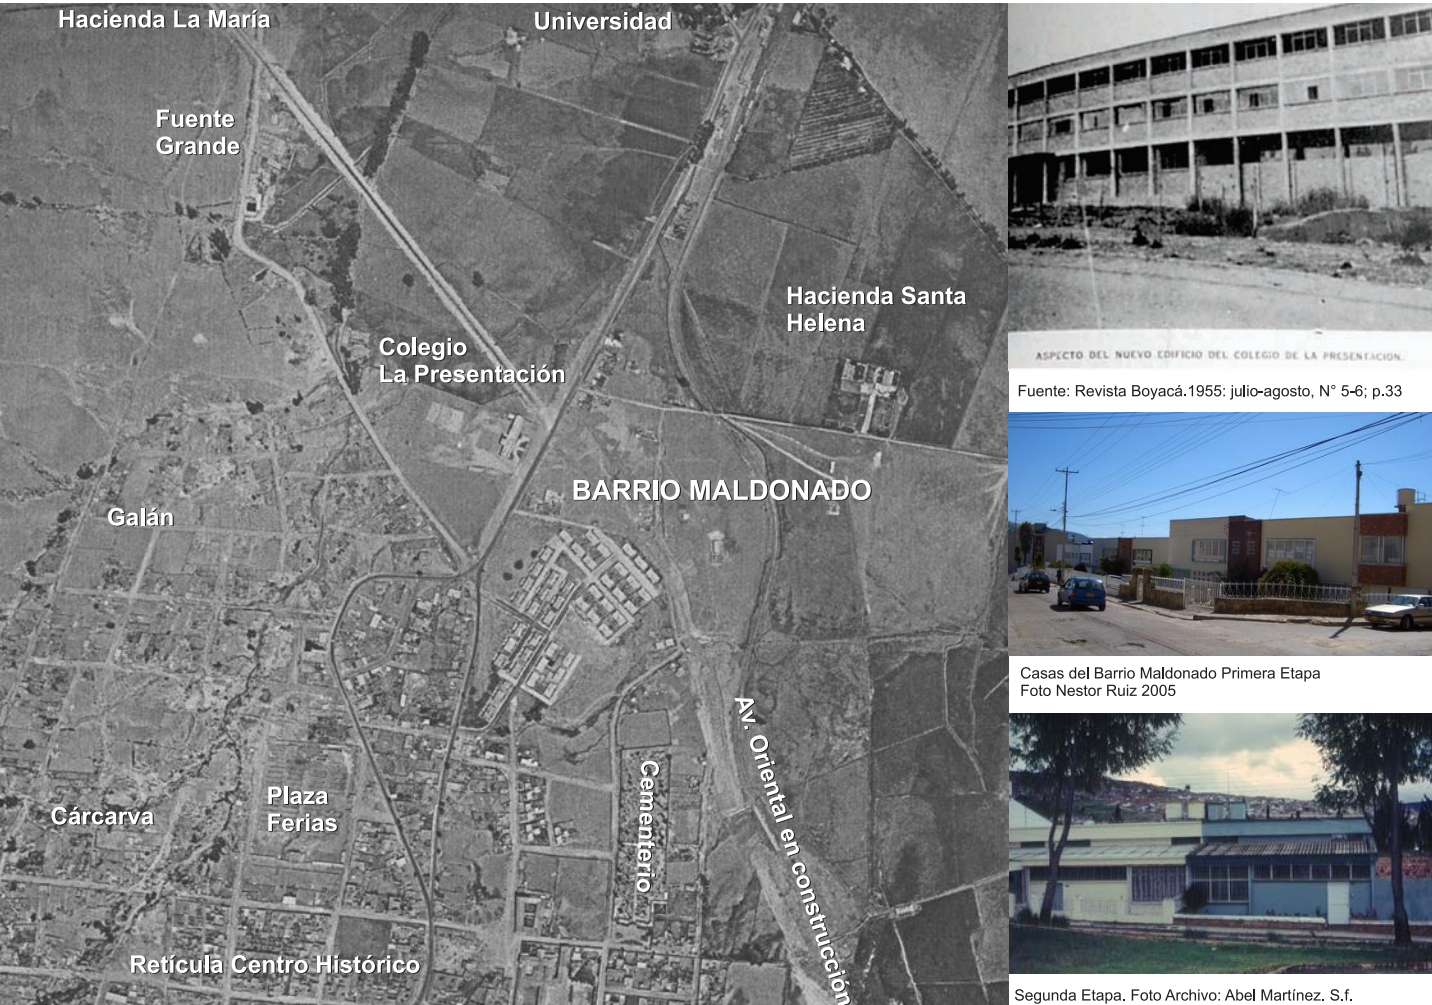 Hacienda La María
Universidad
Fuente
Grande
Hacienda Santa
Helena
Colegio
La Presentación
BARRIO MALDONADO
Galán
Av. Oriental en construcción
Cementerio
Plaza
Ferias
Cárcarva
Retícula Centro Histórico
ASPECTO DEL NUEVO EDIFICIO DEL COLEGIO DE LA PRESENTACION.
Fuente: Revista Boyacá.1955: julio-agosto, N° 5-6; p.33
Casas del Barrio Maldonado Primera Etapa
Foto Nestor Ruiz 2005
Segunda Etapa. Foto Archivo: Abel Martínez. S.f.